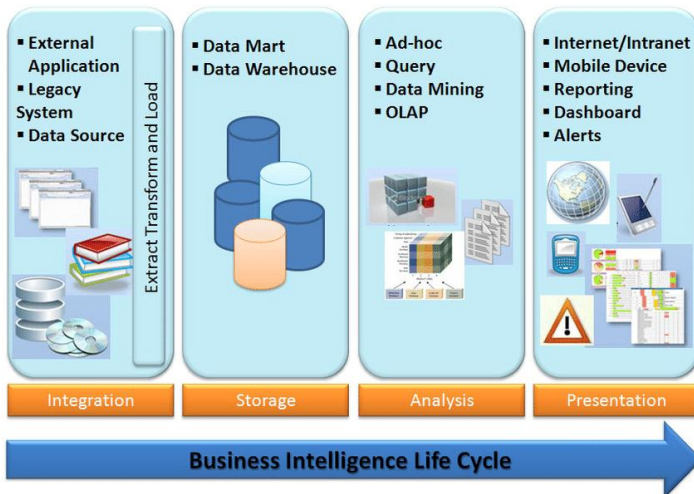 ▪ External
Application
▪ Legacy
System
▪ Data Source
Extract Transform and Load
▪ Data Mart
▪ Data Warehouse
▪ Ad-hoc
▪ Query
▪ Data Mining
▪ OLAP
▪ Internet/Intranet
▪ Mobile Device
▪ Reporting
▪ Dashboard
▪ Alerts
Integration
Storage
Analysis
Presentation
Business Intelligence Life Cycle